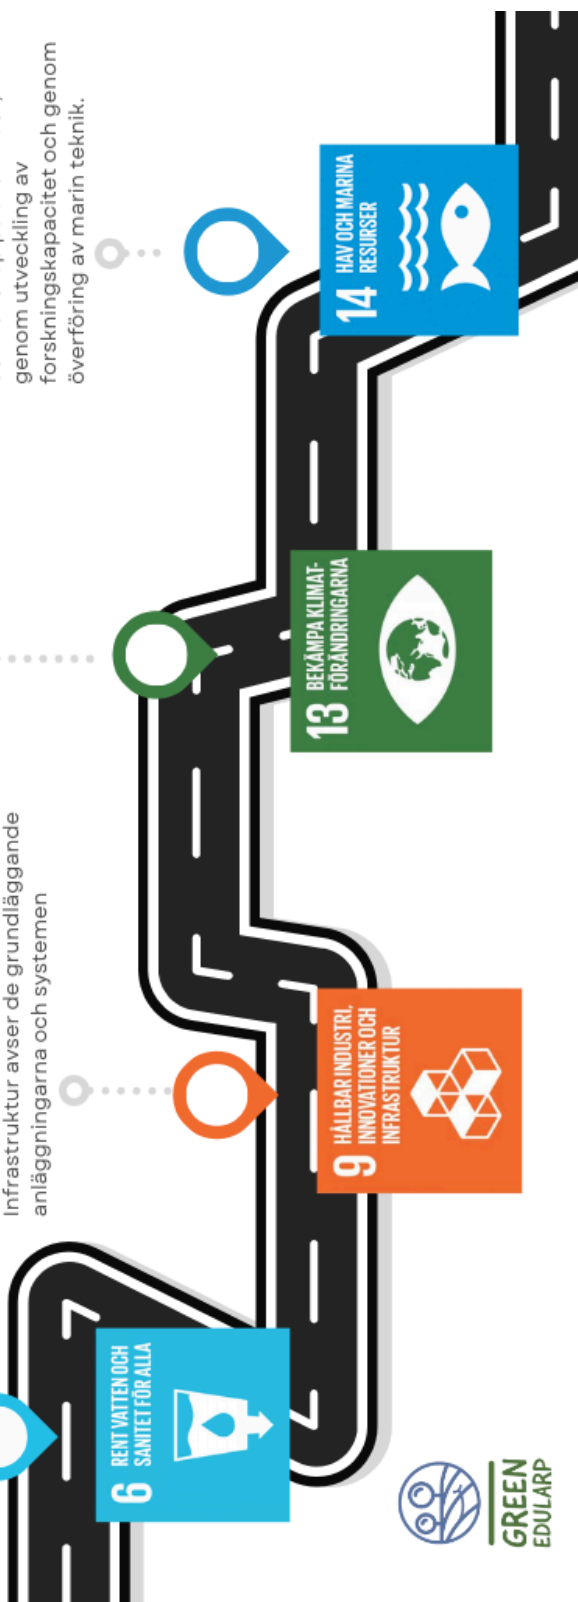 6
RENT VATTEN OCH
SANITET FÖR ALLA
Infrastruktur avser de grundläggande
anläggningarna och systemen
9
HÅLLBAR INDUSTRI,
INNOVATIONER OCH
INFRASTRUKTUR
13
BEKÄMPA KLIMAT-
FÖRÄNDRINGARNA
genom utveckling av
forskningskapacitet och genom
överföring av marin teknik.
14
HAV OCH MARINA
RESURSER
GREEN
EDULARP